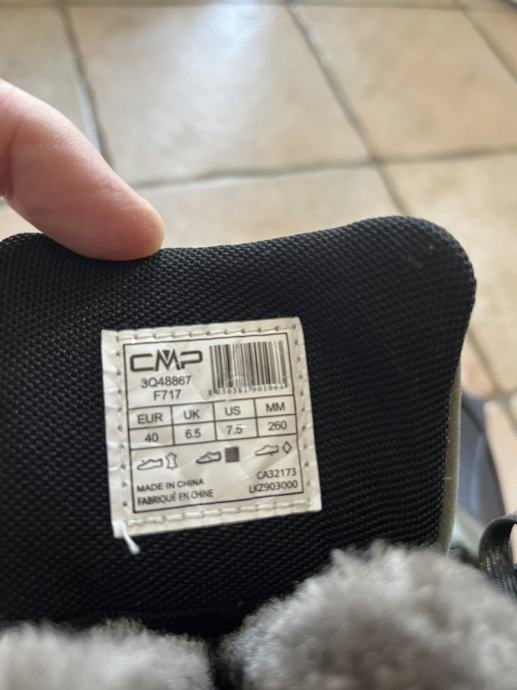 CMP
3Q48867
F717
EUR UK US MM
40 6.5 7.5 260
MADE IN CHINA
FABRIQUÉ EN CHINE
CA32173
LKZ903000